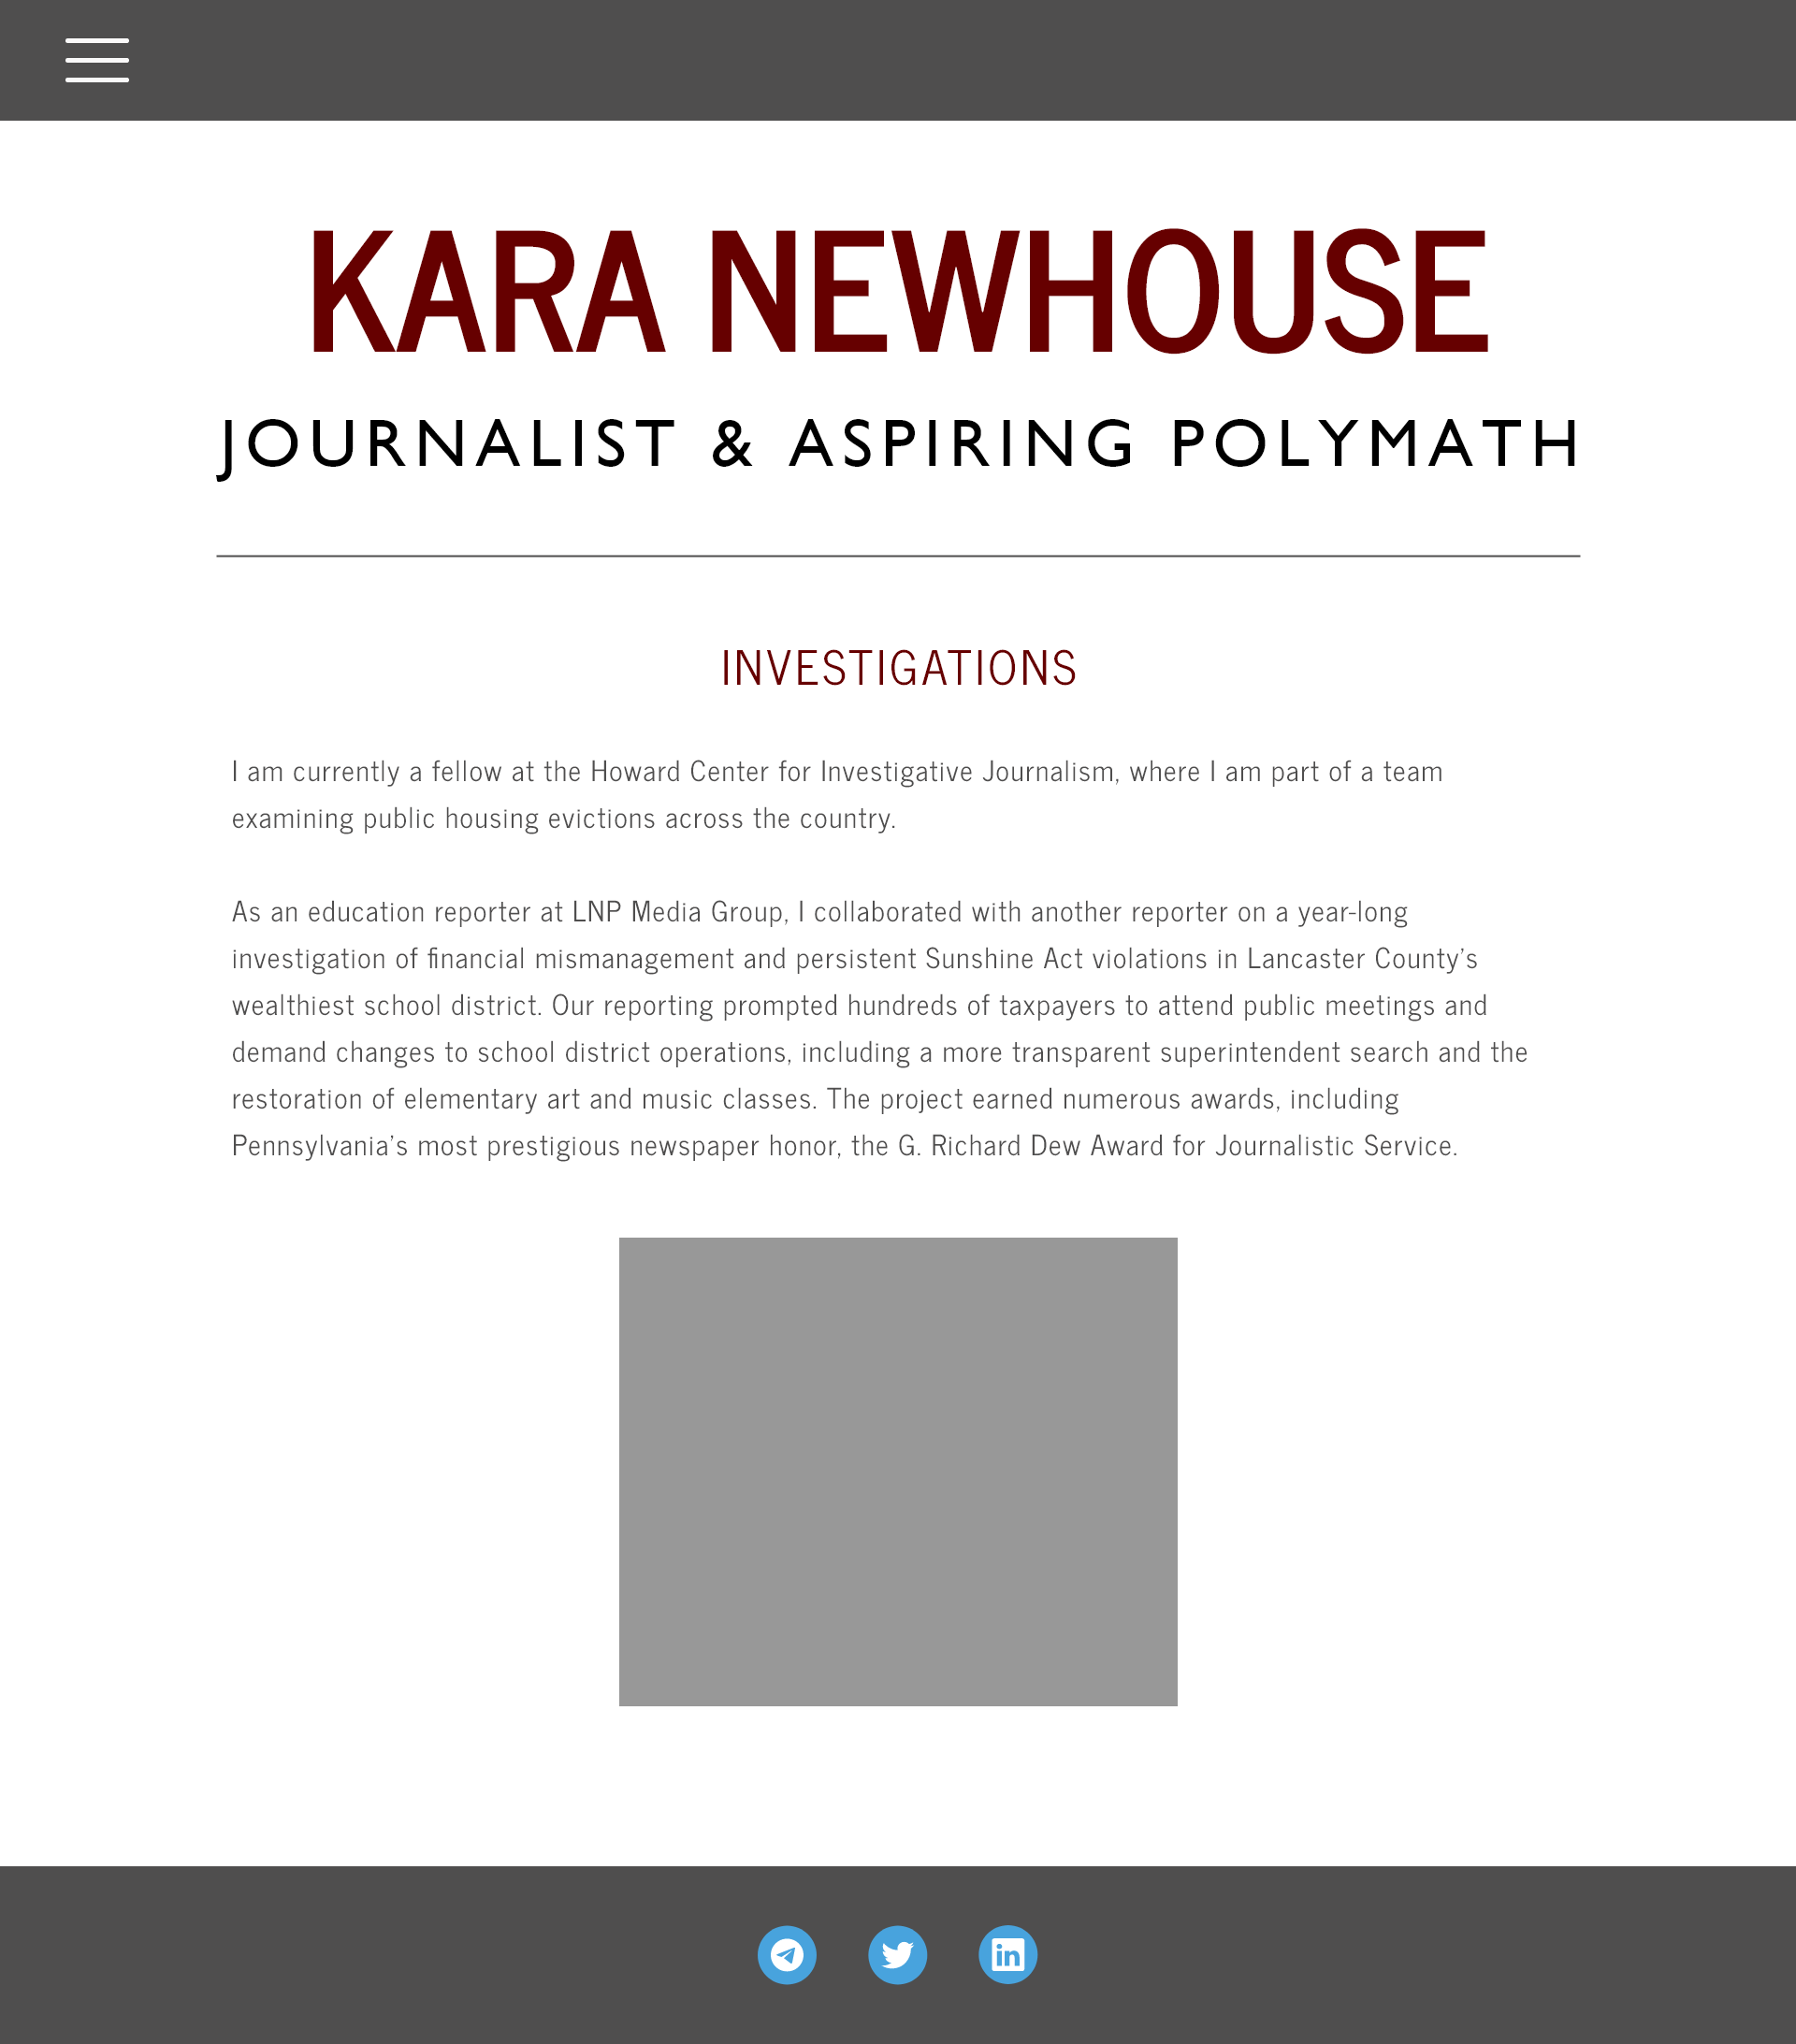 KARA NEWHOUSE
JOURNALIST & ASPIRING POLYMATH
INVESTIGATIONS
I am currently a fellow at the Howard Center for Investigative Journalism, where I am part of a team
examining public housing evictions across the country.
As an education reporter at LNP Media Group, I collaborated with another reporter on a year-long
investigation of financial mismanagement and persistent Sunshine Act violations in Lancaster County’s
wealthiest school district. Our reporting prompted hundreds of taxpayers to attend public meetings and
demand changes to school district operations, including a more transparent superintendent search and the
restoration of elementary art and music classes. The project earned numerous awards, including
Pennsylvania’s most prestigious newspaper honor, the G. Richard Dew Award for Journalistic Service.
in